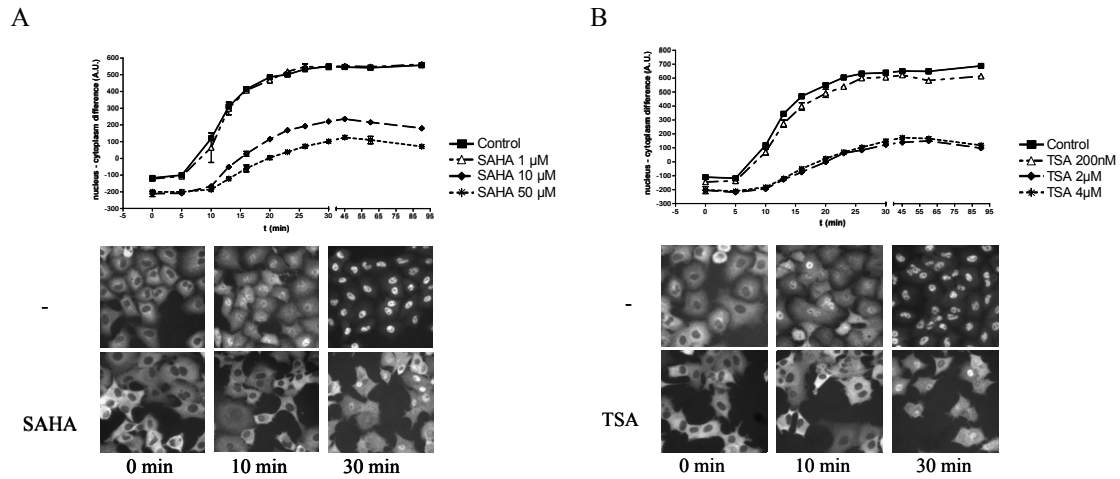 A
nucleus - cytoplasm difference (A.U.)
600
500
400
300
200
100
0
-100
-200
-300
-5 0 5 10 15 20 25 30 45 55 65 75 85 95
t (min)
Control
SAHA 1 µM
SAHA 10 µM
SAHA 50 µM
-
SAHA
0 min 10 min 30 min
B
nucleus - cytoplasm difference (A.U.)
800
700
600
500
400
300
200
100
0
-100
-200
-300
-5 0 5 10 15 20 25 30 45 55 65 75 85 95
t (min)
Control
TSA 200nM
TSA 2µM
TSA 4µM
-
TSA
0 min 10 min 30 min